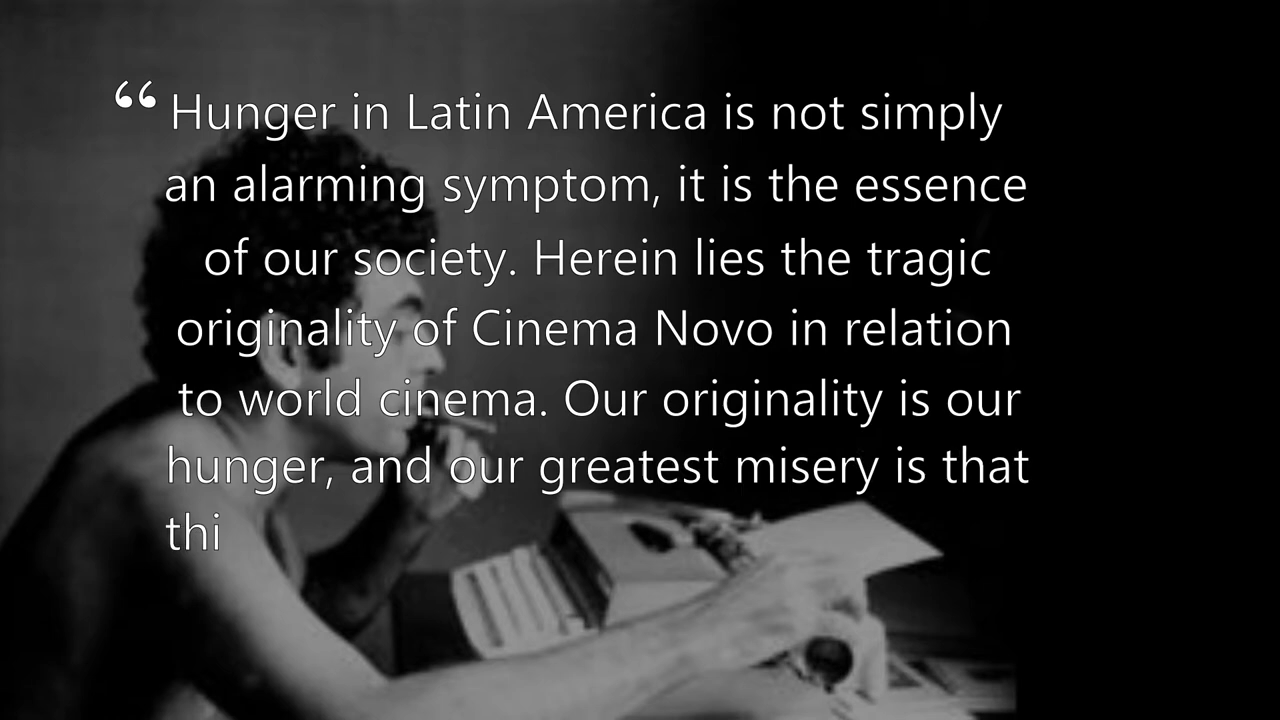 “Hunger in Latin America is not simply
an alarming symptom, it is the essence
of our society. Herein lies the tragic
originality of Cinema Novo in relation
to world cinema. Our originality is our
hunger, and our greatest misery is that
thi